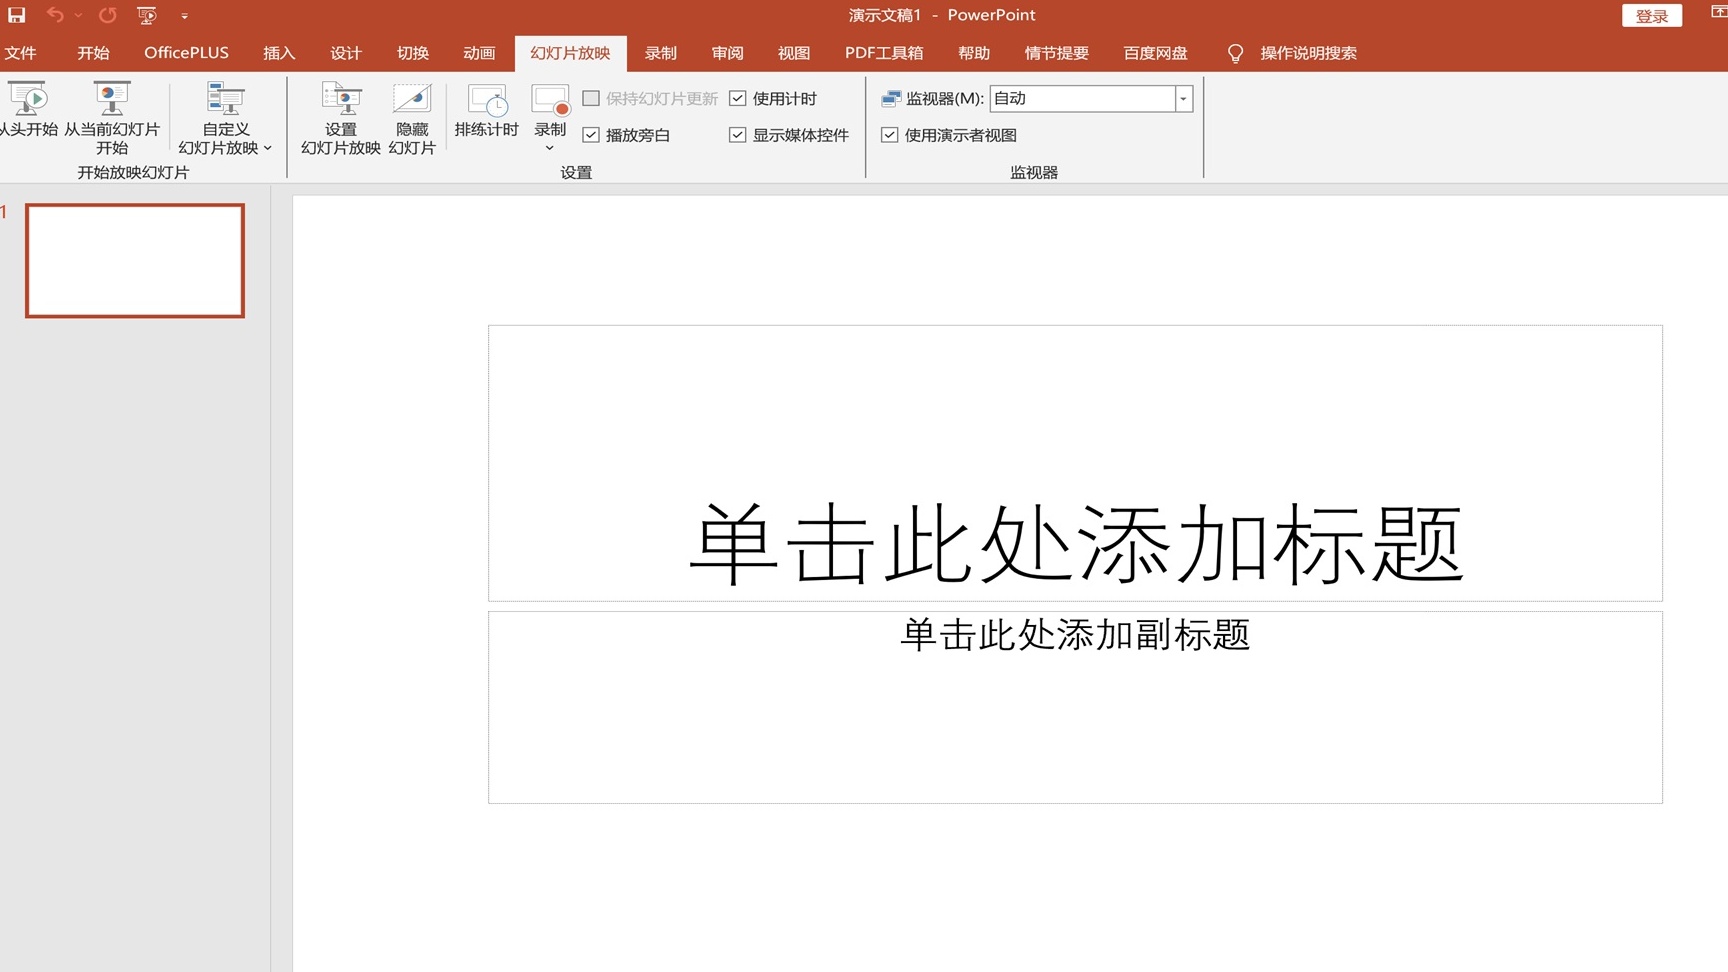 演示文稿1 - PowerPoint
登录
文件 开始 OfficePLUS 插入 设计 切换 动画 幻灯片放映 录制 审阅 视图 PDF工具箱 帮助 情节提要 百度网盘 操作说明搜索
从头开始
从当前幻灯片
开始
自定义
幻灯片放映
开始放映幻灯片
设置
幻灯片放映
隐藏
幻灯片
排练计时
录制
保持幻灯片更新
使用计时
播放旁白
显示媒体控件
设置
监视器(M): 自动
使用演示者视图
监视器
1
单击此处添加标题
单击此处添加副标题